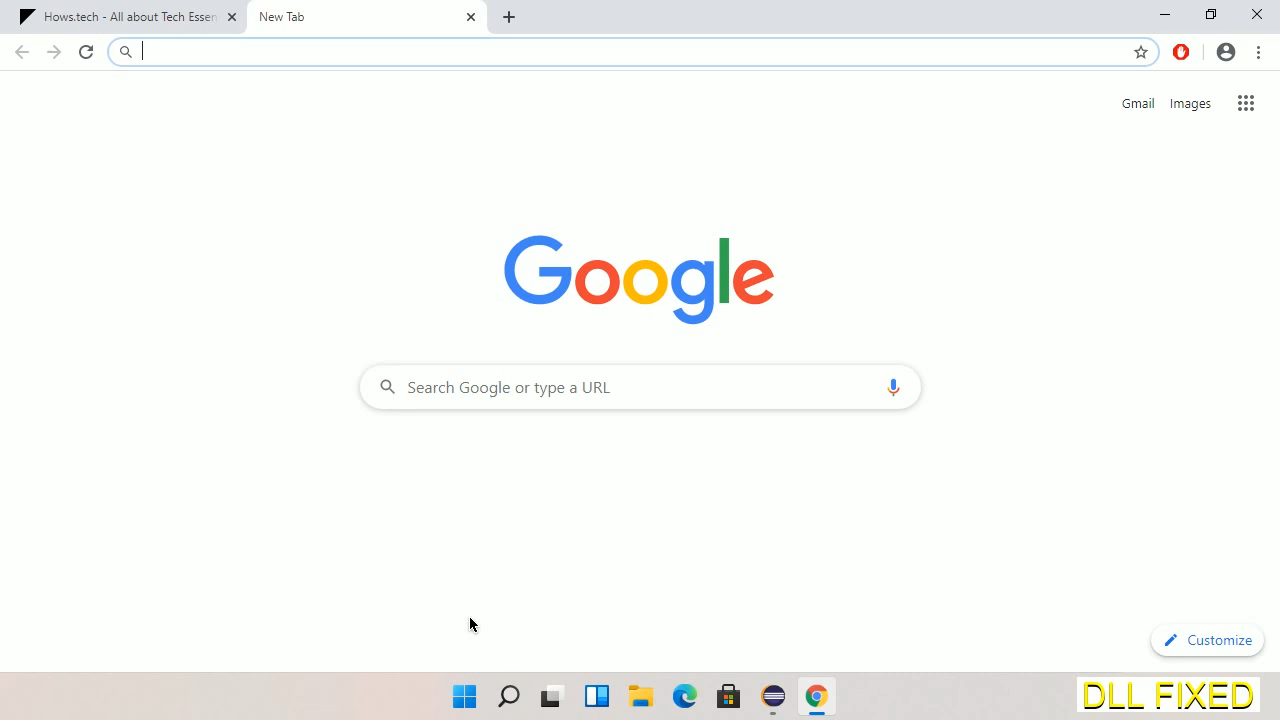 Hows.tech - All about Tech Essen
New Tab
Gmail Images
Google
Search Google or type a URL
Customize
DLL FIXED